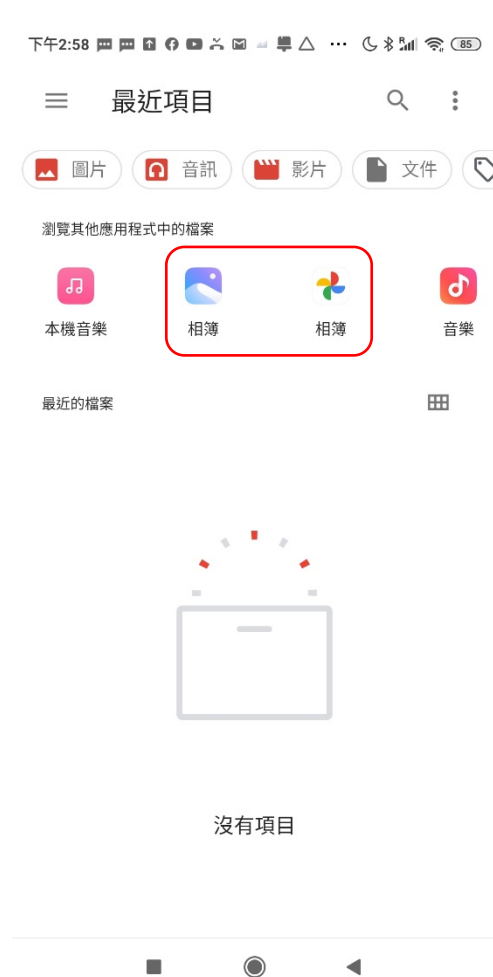 下午2:58 R 85
最近項目
圖片 音訊 影片 文件
瀏覽其他應用程式中的檔案
本機音樂 相簿 相簿 音樂
最近的檔案
沒有項目